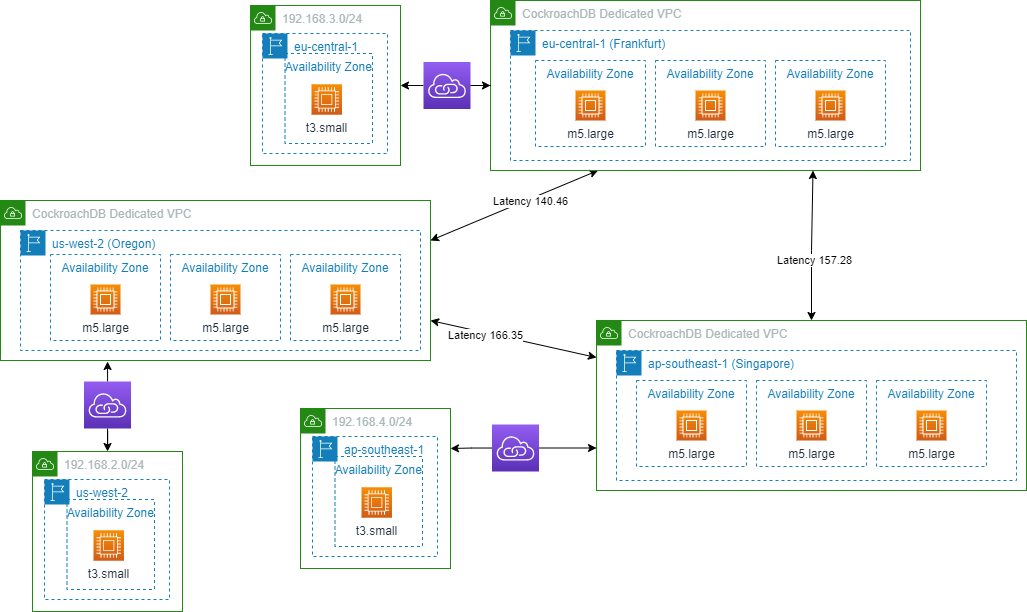 192.168.3.0/24
eu-central-1
Availability Zone
t3.small
CockroachDB Dedicated VPC
eu-central-1 (Frankfurt)
Availability Zone
Availability Zone
Availability Zone
m5.large
m5.large
m5.large
Latency 140.46
CockroachDB Dedicated VPC
us-west-2 (Oregon)
Availability Zone
Availability Zone
Availability Zone
m5.large
m5.large
m5.large
Latency 157.28
Latency 166.35
CockroachDB Dedicated VPC
ap-southeast-1 (Singapore)
Availability Zone
Availability Zone
Availability Zone
m5.large
m5.large
m5.large
192.168.4.0/24
ap-southeast-1
Availability Zone
t3.small
192.168.2.0/24
us-west-2
Availability Zone
t3.small